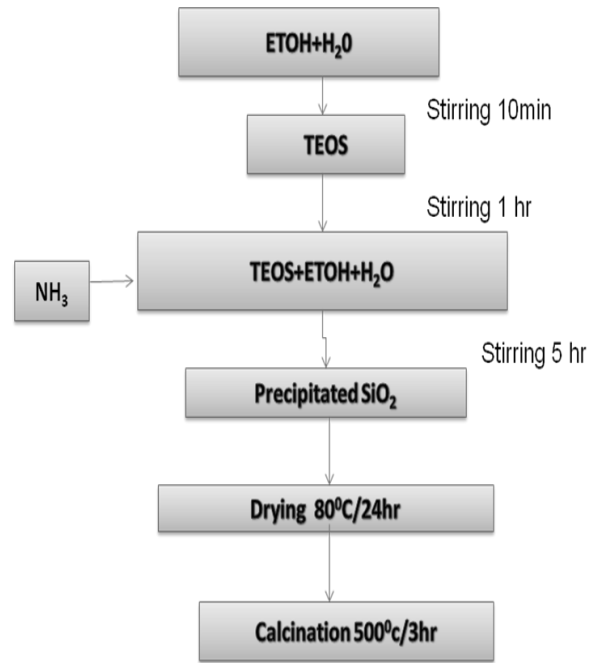 ETOH+H₂0
Stirring 10min
TEOS
Stirring 1 hr
TEOS+ETOH+H₂O
NH₃
Stirring 5 hr
Precipitated SiO₂
Drying 80⁰C/24hr
Calcination 500⁰c/3hr